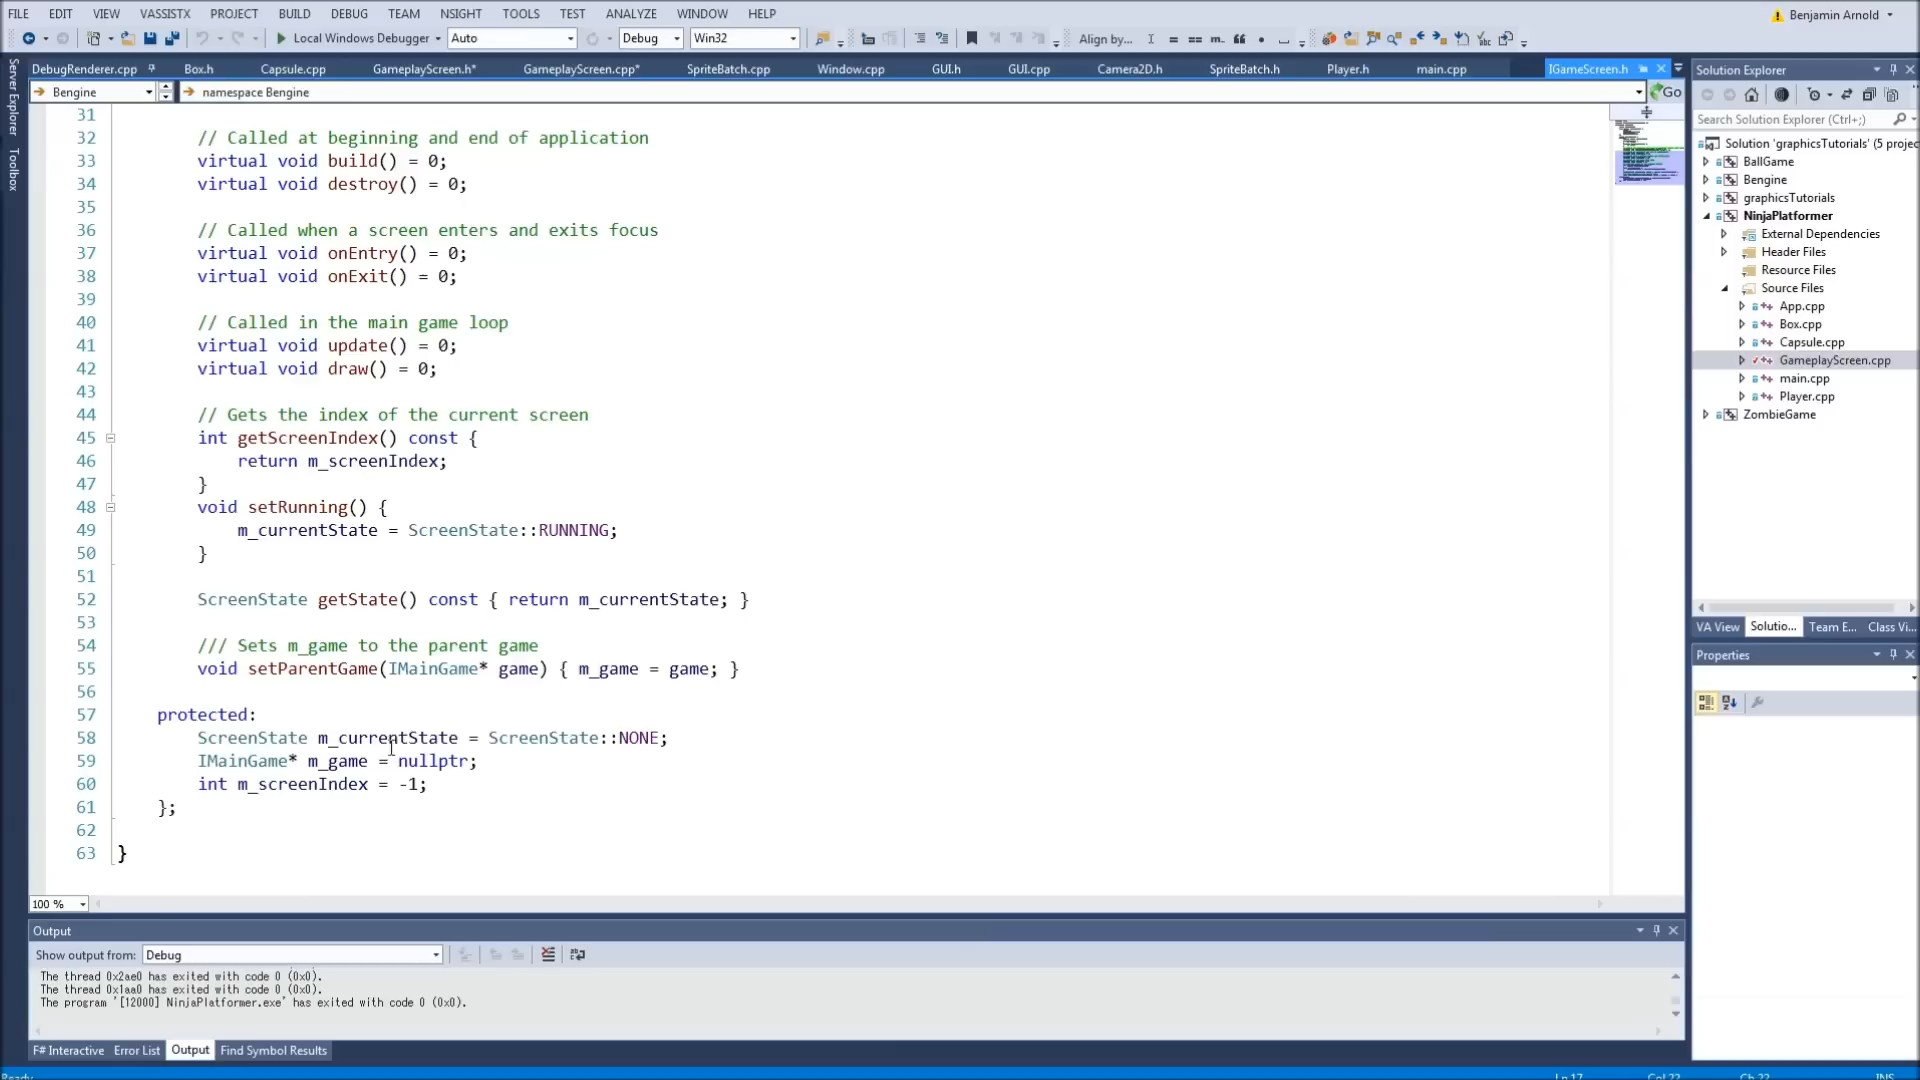 FILE EDIT VIEW VASSISTX PROJECT BUILD DEBUG TEAM NSIGHT TOOLS TEST ANALYZE WINDOW HELP
Benjamin Arnold
Local Windows Debugger Auto Debug Win32 Align by...
DebugRenderer.cpp Box.h Capsule.cpp GameplayScreen.h* GameplayScreen.cpp* SpriteBatch.cpp Window.cpp GUI.h GUI.cpp Camera2D.h SpriteBatch.h Player.h main.cpp IGameScreen.h
Bengine namespace Bengine Go
Server Explorer
Toolbox
31
32 // Called at beginning and end of application
33 virtual void build() = 0;
34 virtual void destroy() = 0;
35
36 // Called when a screen enters and exits focus
37 virtual void onEntry() = 0;
38 virtual void onExit() = 0;
39
40 // Called in the main game loop
41 virtual void update() = 0;
42 virtual void draw() = 0;
43
44 // Gets the index of the current screen
45 int getScreenIndex() const {
46 return m_screenIndex;
47 }
48 void setRunning() {
49 m_currentState = ScreenState::RUNNING;
50 }
51
52 ScreenState getState() const { return m_currentState; }
53
54 /// Sets m_game to the parent game
55 void setParentGame(IMainGame* game) { m_game = game; }
56
57 protected:
58 ScreenState m_currentState = ScreenState::NONE;
59 IMainGame* m_game = nullptr;
60 int m_screenIndex = -1;
61 };
62
63 }
100 %
Output
Show output from: Debug
The thread 0x2ae0 has exited with code 0 (0x0).
The thread 0x1aa0 has exited with code 0 (0x0).
The program '[12000] NinjaPlatformer.exe' has exited with code 0 (0x0).
F# Interactive Error List Output Find Symbol Results
Solution Explorer
Search Solution Explorer (Ctrl+;)
Solution 'graphicsTutorials' (5 projec
BallGame
Bengine
graphicsTutorials
NinjaPlatformer
External Dependencies
Header Files
Resource Files
Source Files
App.cpp
Box.cpp
Capsule.cpp
GameplayScreen.cpp
main.cpp
Player.cpp
ZombieGame
VA View Solutio... Team E... Class Vi...
Properties
Ready Ln 17 Col 22 Ch 22 INS